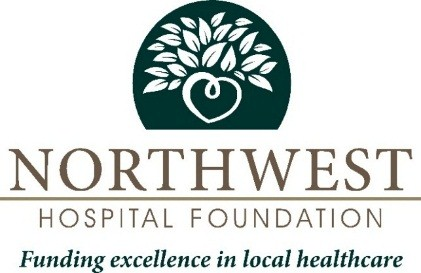 NORTHWEST
HOSPITAL FOUNDATION
Funding excellence in local healthcare